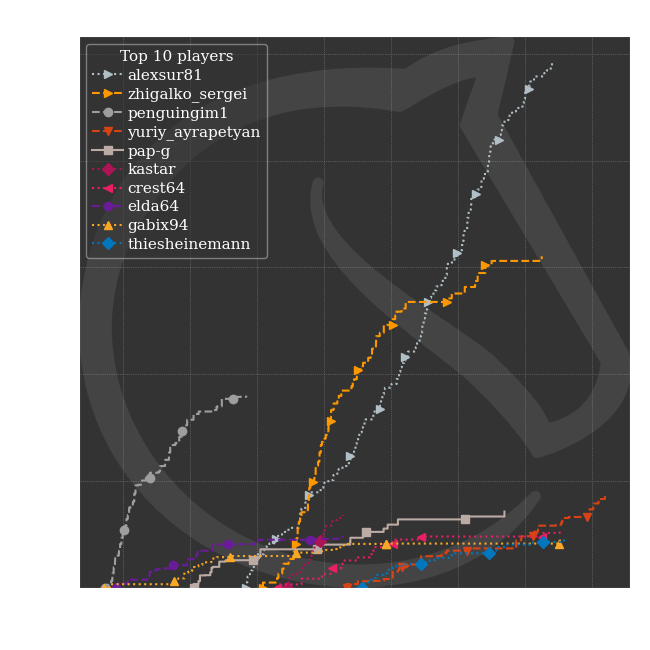 Top 10 players
alexsur81
zhigalko_sergei
penguingim1
yuriy_ayrapetyan
pap-g
kastar
crest64
elda64
gabix94
thiesheinemann